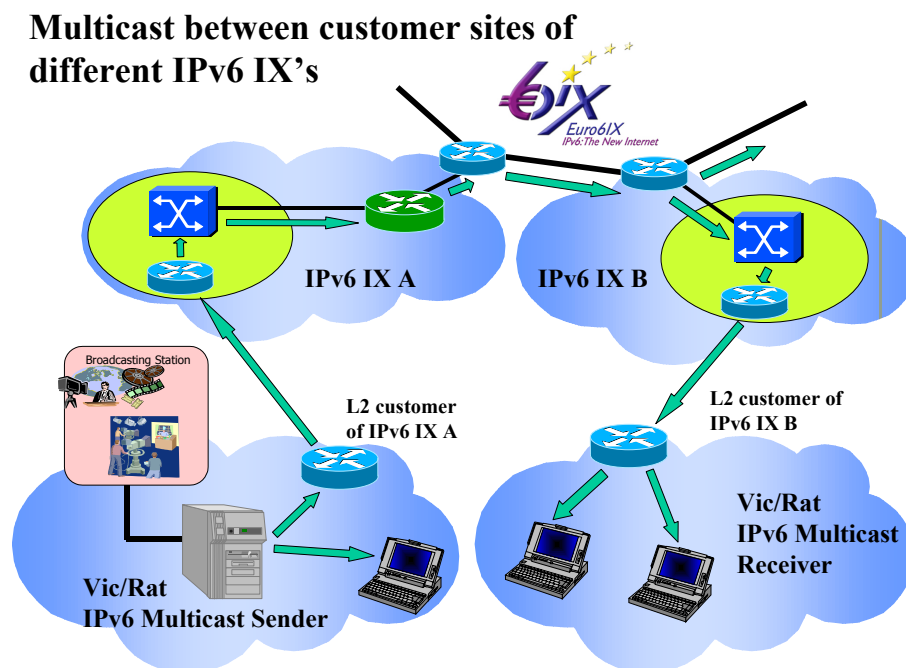 Multicast between customer sites of
different IPv6 IX's
€6IX
Euro6IX
IPv6:The New Internet
IPv6 IX A
IPv6 IX B
Broadcasting Station
L2 customer
of IPv6 IX A
L2 customer of
IPv6 IX B
Vic/Rat
IPv6 Multicast Sender
Vic/Rat
IPv6 Multicast
Receiver